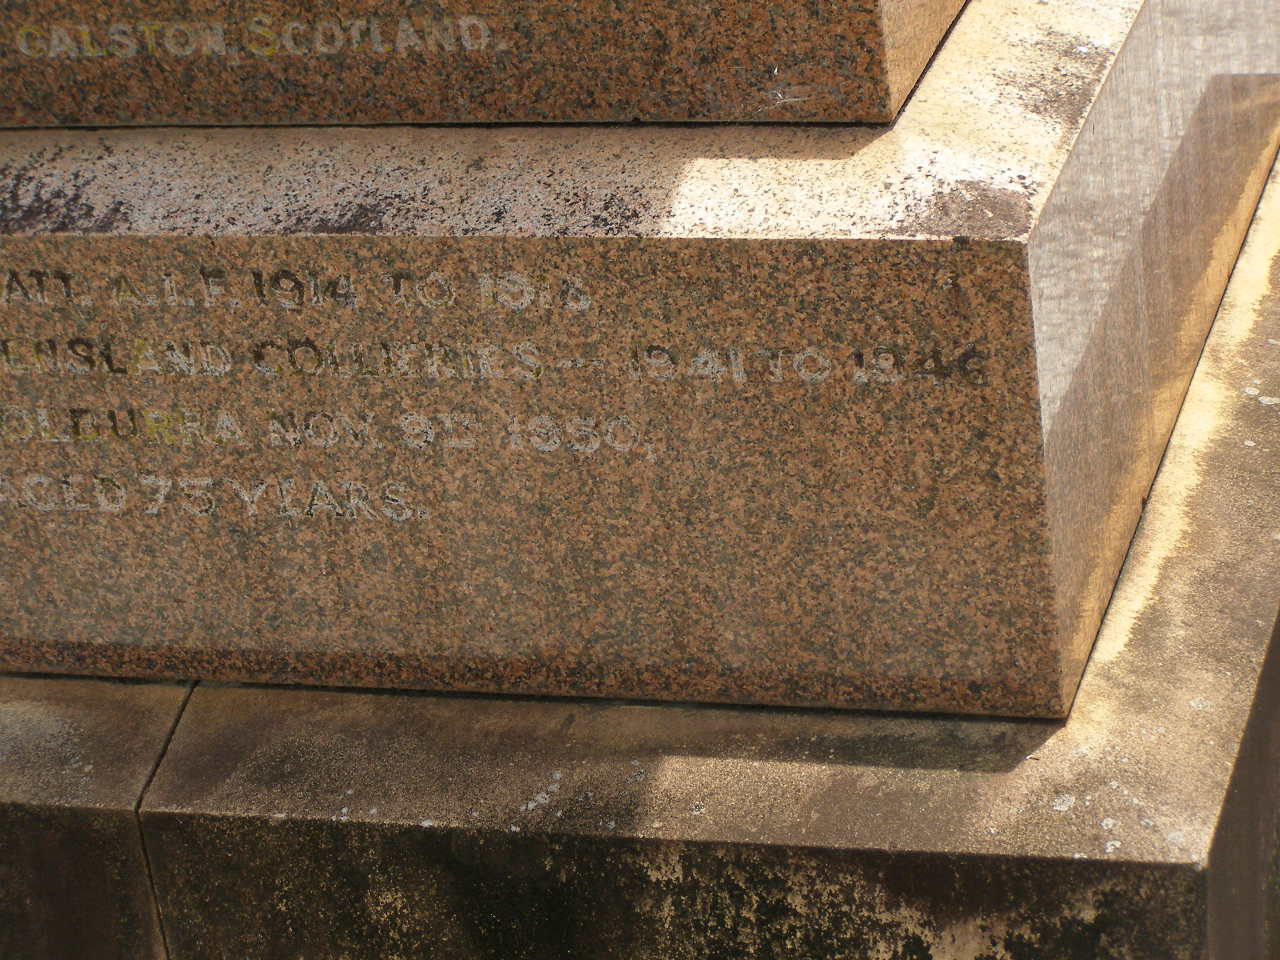 GALSTON, SCOTLAND.
ATT. A.I.F. 1914 TO 1918
ENSLAND COLLIERIES — 1941 TO 1946
OLBURRA NOV. 9TH 1950.
AGED 75 YEARS.